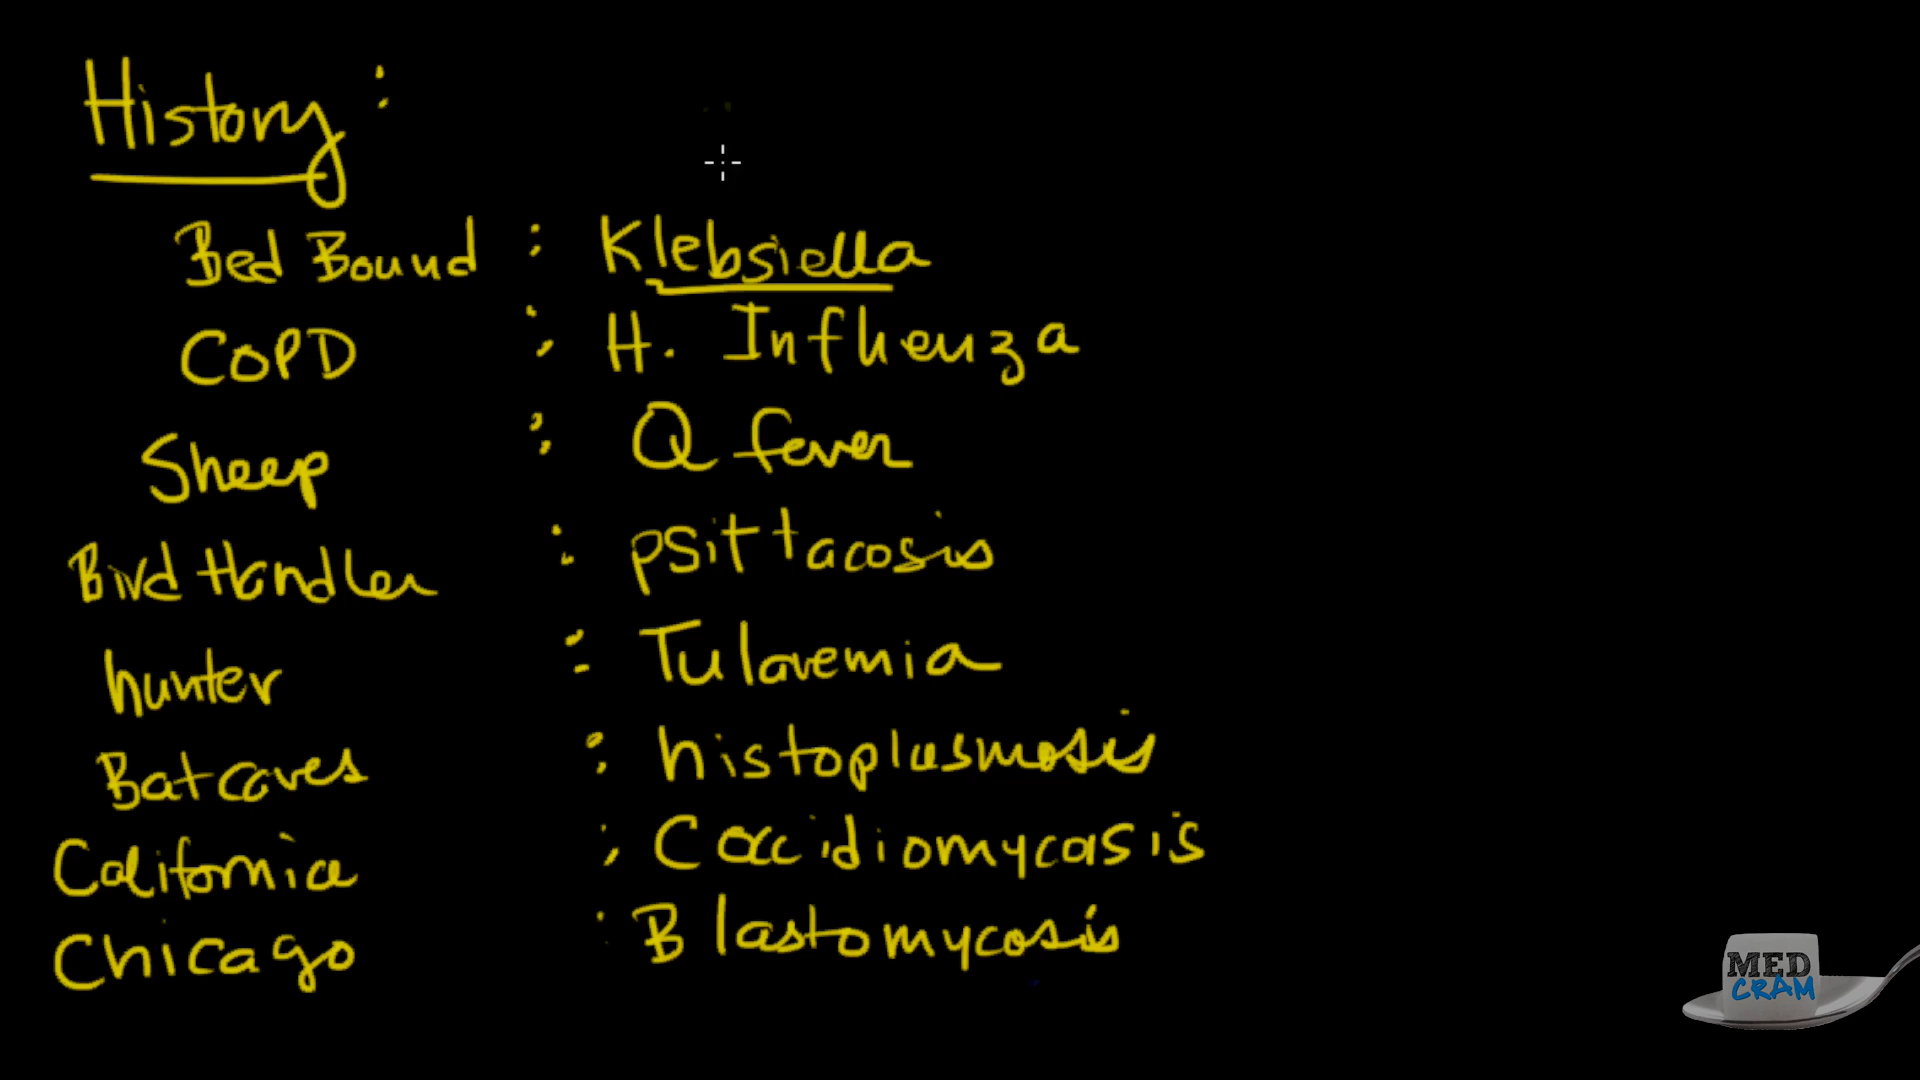 History:
Bed Bound : Klebsiella
COPD : H. Influenza
Sheep : Q fever
Bird Handler : psittacosis
hunter : Tularemia
Bat caves : histoplasmosis
California : Coccidiomycosis
Chicago : Blastomycosis
MED
CRAM